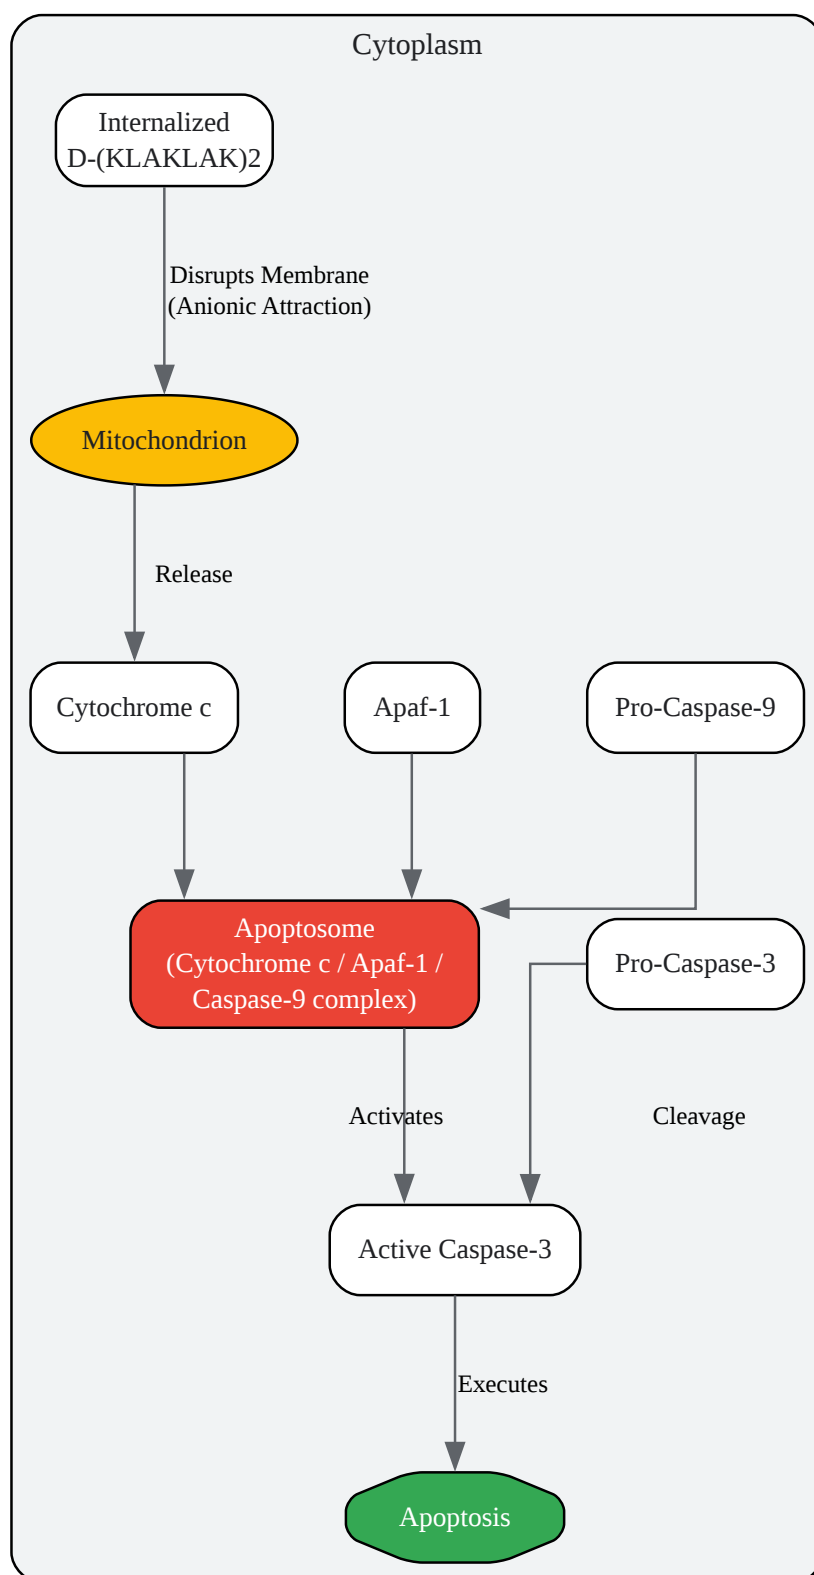 Cytoplasm
Internalized
D-(KLAKLAK)2
Disrupts Membrane
(Anionic Attraction)
Mitochondrion
Release
Cytochrome c
Apaf-1
Pro-Caspase-9
Apoptosome
(Cytochrome c / Apaf-1 /
Caspase-9 complex)
Pro-Caspase-3
Activates
Cleavage
Active Caspase-3
Executes
Apoptosis